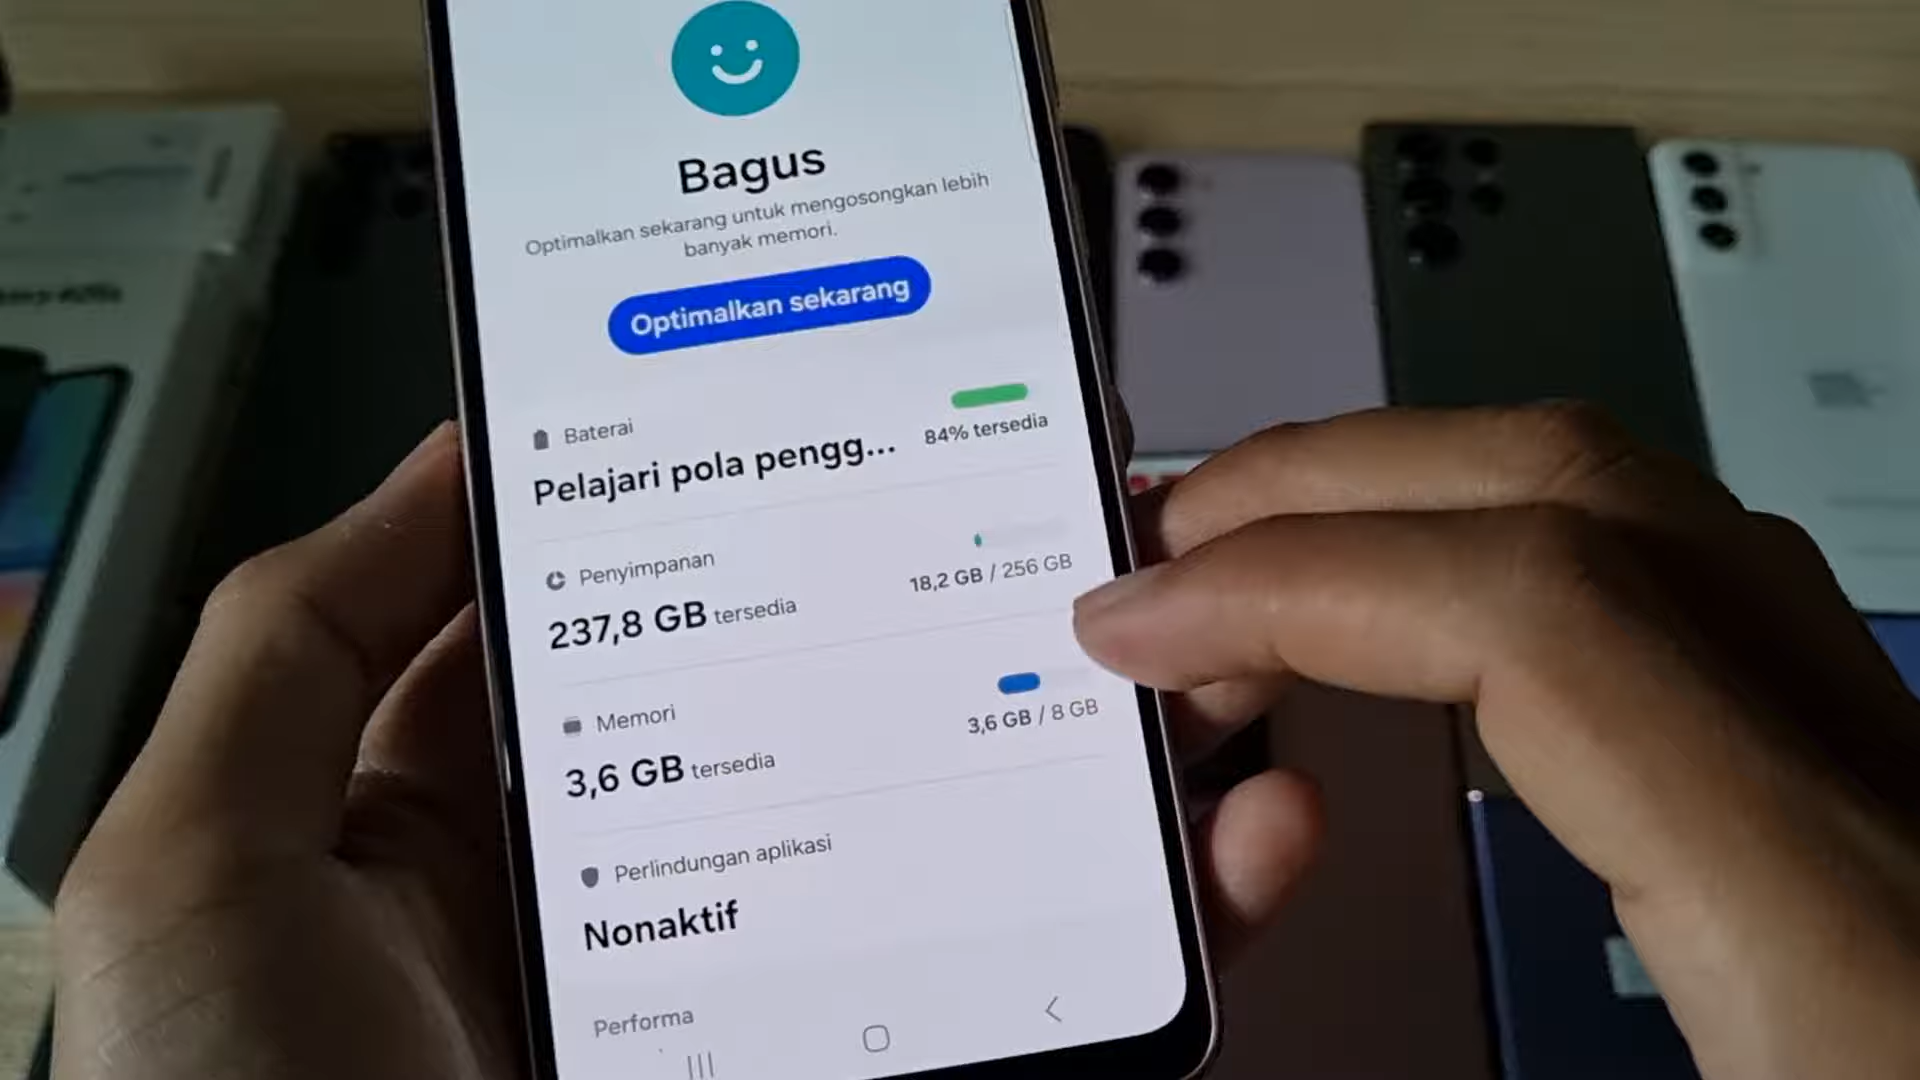 Bagus
Optimalkan sekarang untuk mengosongkan lebih
banyak memori.
Optimalkan sekarang
Baterai
Pelajari pola pengg...
84% tersedia
Penyimpanan
237,8 GB tersedia
18,2 GB / 256 GB
Memori
3,6 GB tersedia
3,6 GB / 8 GB
Perlindungan aplikasi
Nonaktif
Performa